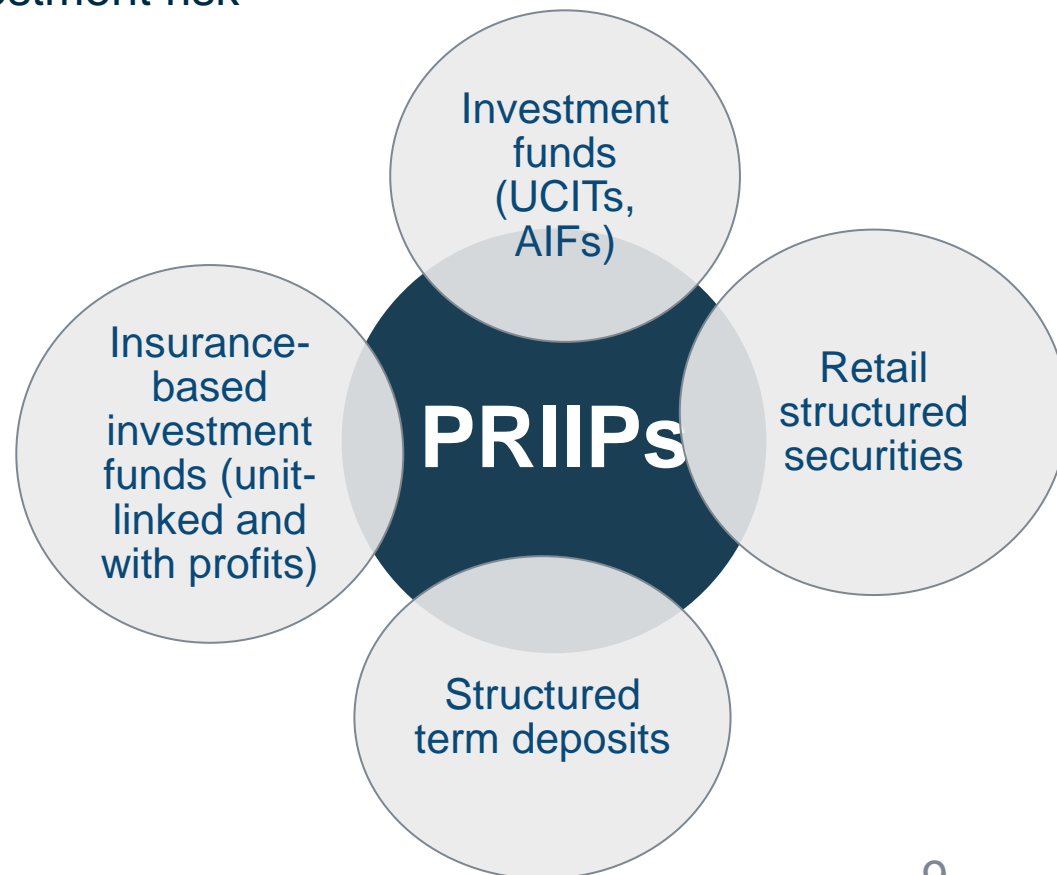 Investment
funds
(UCITs,
AIFs)
Insurance-
based
investment
funds (unit-
linked and
with profits)
PRIIPs
Retail
structured
securities
Structured
term deposits